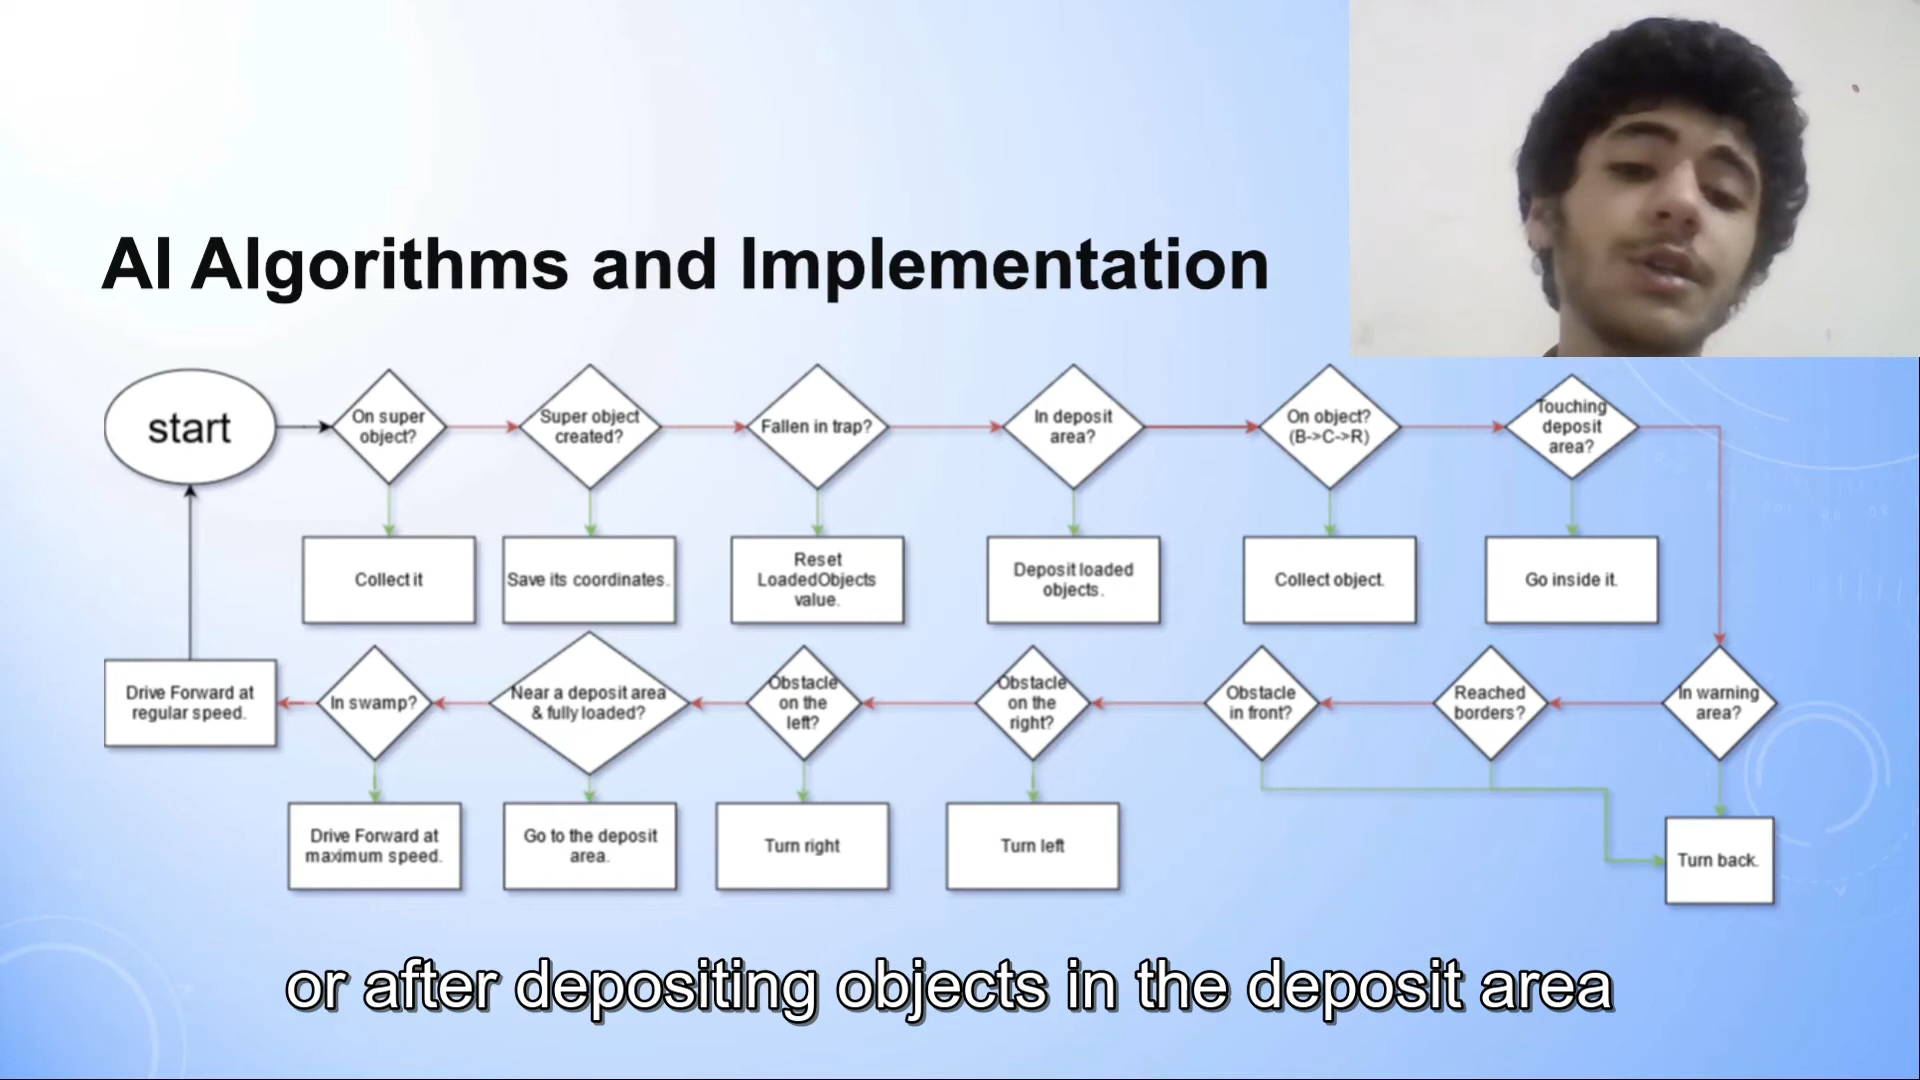 AI Algorithms and Implementation
start
On super
object?
Super object
created?
Fallen in trap?
In deposit
area?
On object?
(B->C->R)
Touching
deposit
area?
Collect it
Save its coordinates.
Reset
LoadedObjects
value.
Deposit loaded
objects.
Collect object.
Go inside it.
Drive Forward at
regular speed.
In swamp?
Near a deposit area
& fully loaded?
Obstacle
on the
left?
Obstacle
on the
right?
Obstacle
in front?
Reached
borders?
In warning
area?
Drive Forward at
maximum speed.
Go to the deposit
area.
Turn right
Turn left
Turn back.
or after depositing objects in the deposit area